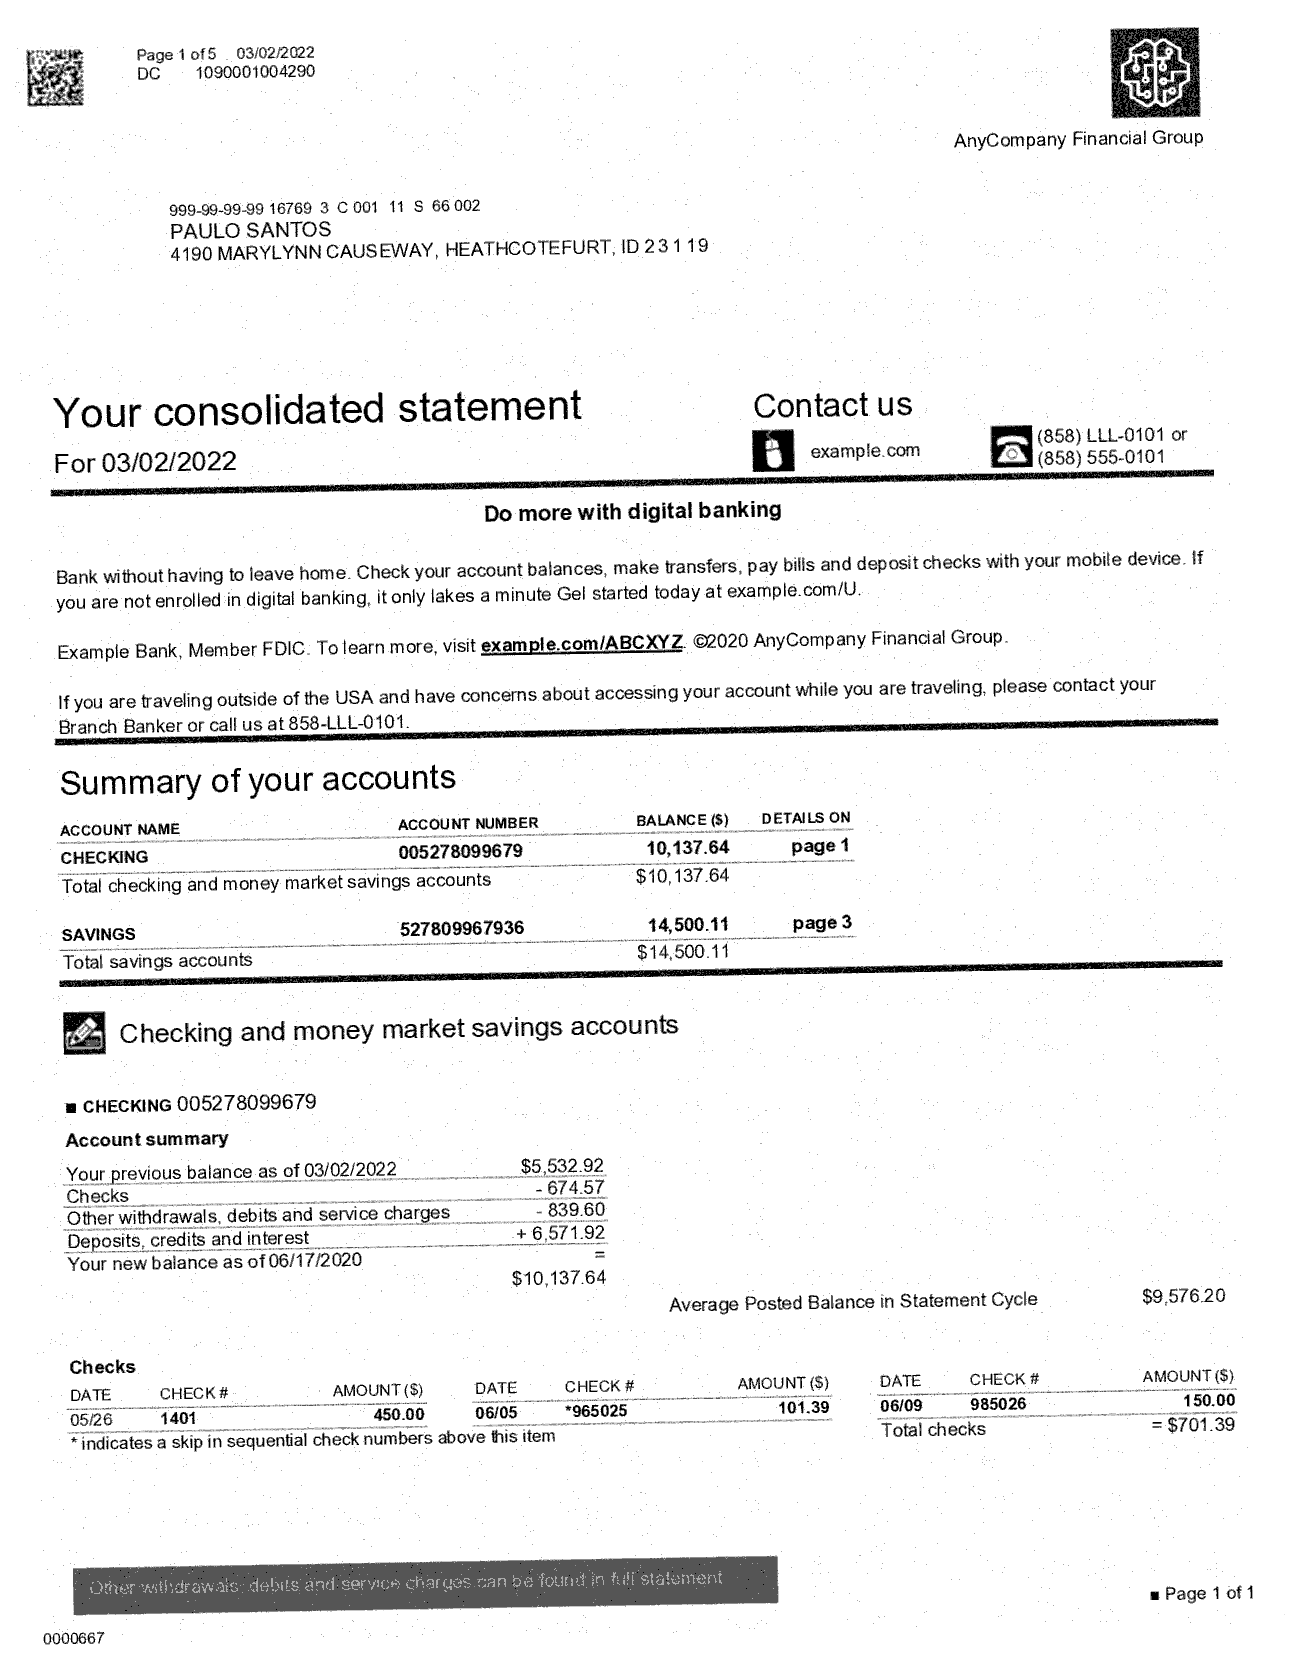 Page 1 of 5 03/02/2022
DC 1090001004290
AnyCompany Financial Group
999-99-99-99 16769 3 C 001 11 S 66 002
PAULO SANTOS
4190 MARYLYNN CAUSEWAY, HEATHCOTEFURT, ID 23119
Your consolidated statement
For 03/02/2022
Contact us
example.com
(858) LLL-0101 or
(858) 555-0101
Do more with digital banking
Bank without having to leave home. Check your account balances, make transfers, pay bills and deposit checks with your mobile device. If
you are not enrolled in digital banking, it only lakes a minute Gel started today at example.com/U.
Example Bank, Member FDIC. To learn more, visit example.com/ABCXYZ. ©2020 AnyCompany Financial Group.
If you are traveling outside of the USA and have concerns about accessing your account while you are traveling, please contact your
Branch Banker or call us at 858-LLL-0101.
Summary of your accounts
ACCOUNT NAME ACCOUNT NUMBER BALANCE ($) DETAILS ON
CHECKING 005278099679 10,137.64 page 1
Total checking and money market savings accounts $10,137.64
SAVINGS 527809967936 14,500.11 page 3
Total savings accounts $14,500.11
Checking and money market savings accounts
■ CHECKING 005278099679
Account summary
Your previous balance as of 03/02/2022 $5,532.92
Checks - 674.57
Other withdrawals, debits and service charges - 839.60
Deposits, credits and interest + 6,571.92
Your new balance as of 06/17/2020 =
$10,137.64
Average Posted Balance in Statement Cycle $9,576.20
Checks
DATE CHECK # AMOUNT ($) DATE CHECK # AMOUNT ($) DATE CHECK # AMOUNT ($)
05/26 1401 450.00 06/05 *965025 101.39 06/09 985026 150.00
* indicates a skip in sequential check numbers above this item Total checks = $701.39
Other withdrawals, debits and service charges can be found in full statement
■ Page 1 of 1
0000667